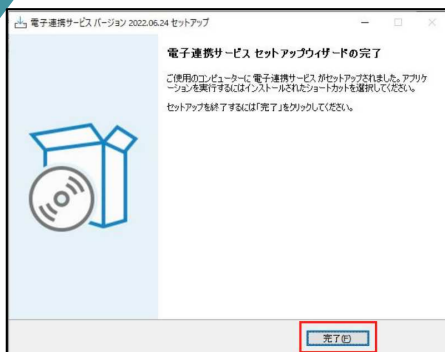 電子連携サービス バージョン 2022.06.24 セットアップ
電子連携サービス セットアップウィザードの完了
ご使用のコンピューターに 電子連携サービス がセットアップされました。アプリケ
ーションを実行するにはインストールされたショートカットを選択してください。
セットアップを終了するには「完了」をクリックしてください。
完了(F)